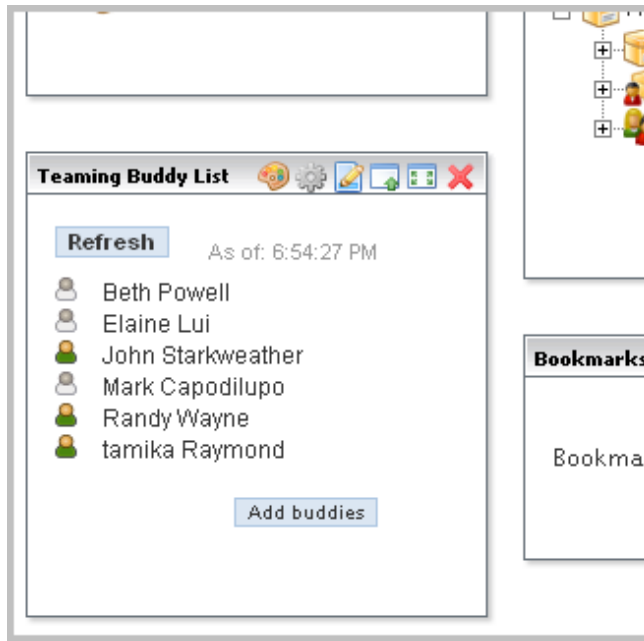 Teaming Buddy List
Refresh
As of: 6:54:27 PM
Beth Powell
Elaine Lui
John Starkweather
Mark Capodilupo
Randy Wayne
tamika Raymond
Add buddies
Bookmarks
Bookma